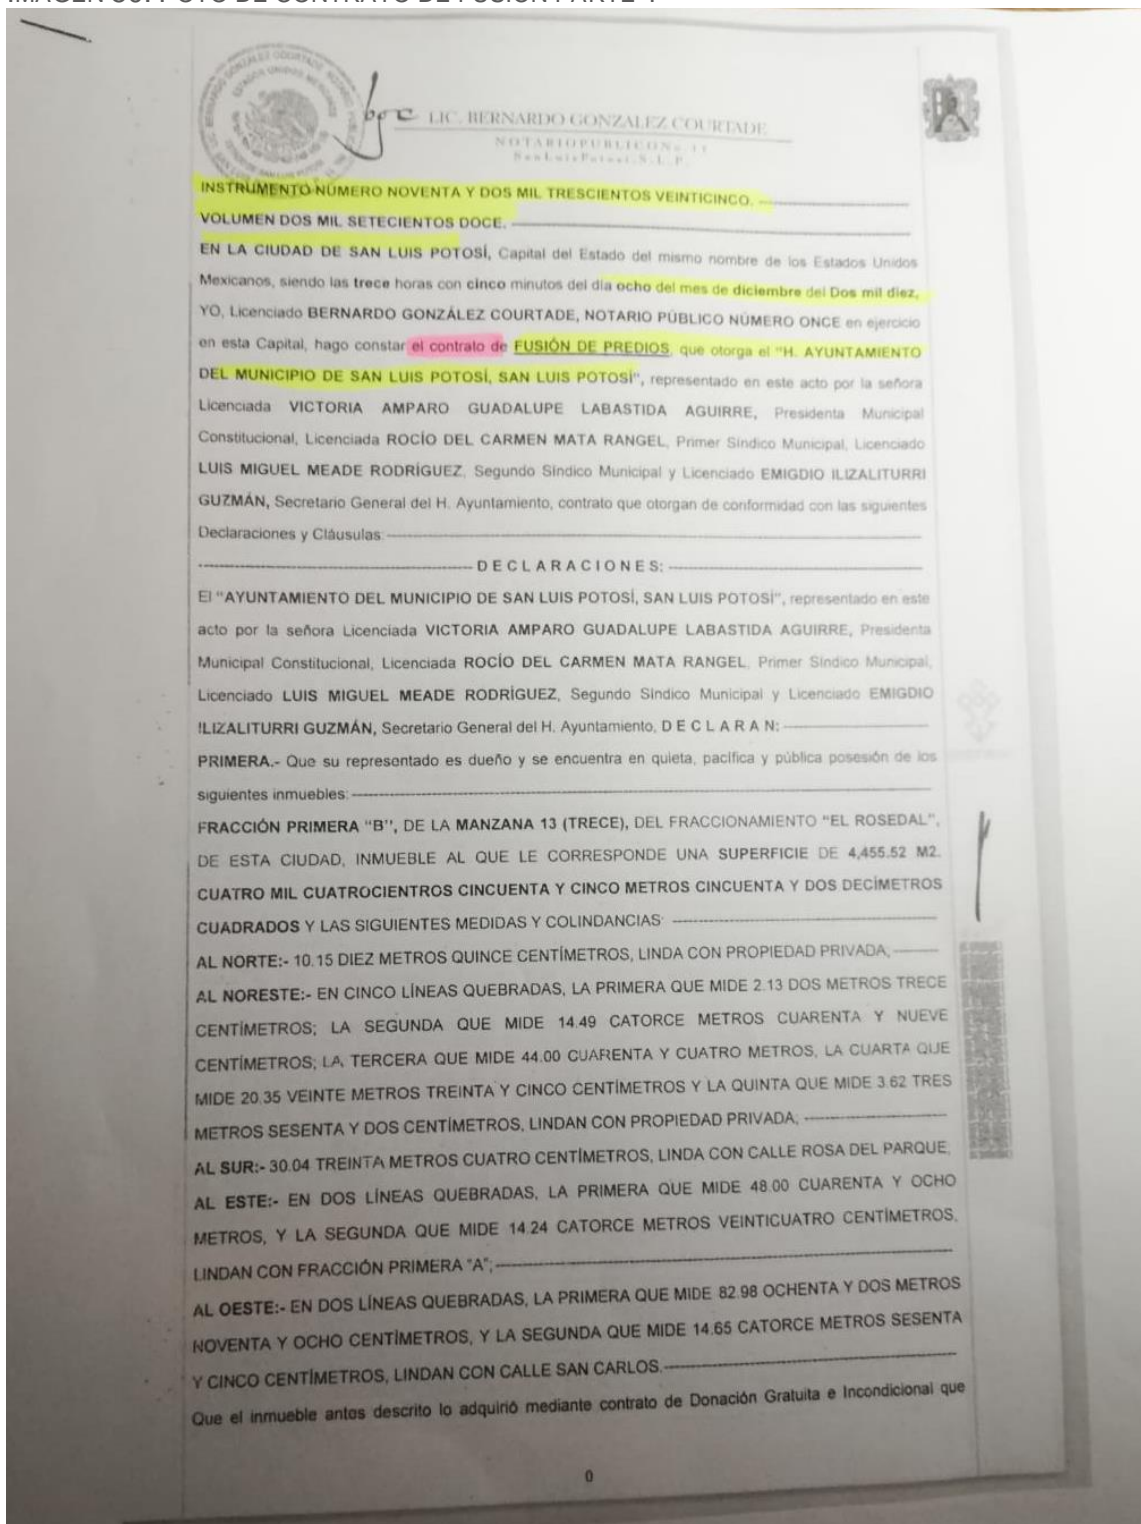 LIC. BERNARDO GONZALEZ COURTADE
NOTARIO PUBLICO No. 11
San Luis Potosí, S. L. P.
INSTRUMENTO NÚMERO NOVENTA Y DOS MIL TRESCIENTOS VEINTICINCO.
VOLUMEN DOS MIL SETECIENTOS DOCE.
EN LA CIUDAD DE SAN LUIS POTOSÍ, Capital del Estado del mismo nombre de los Estados Unidos
Mexicanos, siendo las trece horas con cinco minutos del día ocho del mes de diciembre del Dos mil diez,
YO, Licenciado BERNARDO GONZÁLEZ COURTADE, NOTARIO PÚBLICO NÚMERO ONCE en ejercicio
en esta Capital, hago constar el contrato de FUSIÓN DE PREDIOS, que otorga el "H. AYUNTAMIENTO
DEL MUNICIPIO DE SAN LUIS POTOSÍ, SAN LUIS POTOSÍ", representado en este acto por la señora
Licenciada VICTORIA AMPARO GUADALUPE LABASTIDA AGUIRRE, Presidenta Municipal
Constitucional, Licenciada ROCÍO DEL CARMEN MATA RANGEL, Primer Síndico Municipal, Licenciado
LUIS MIGUEL MEADE RODRÍGUEZ, Segundo Síndico Municipal y Licenciado EMIGDIO ILIZALITURRI
GUZMÁN, Secretario General del H. Ayuntamiento, contrato que otorgan de conformidad con las siguientes
Declaraciones y Cláusulas:
D E C L A R A C I O N E S:
El "AYUNTAMIENTO DEL MUNICIPIO DE SAN LUIS POTOSÍ, SAN LUIS POTOSÍ", representado en este
acto por la señora Licenciada VICTORIA AMPARO GUADALUPE LABASTIDA AGUIRRE, Presidenta
Municipal Constitucional, Licenciada ROCÍO DEL CARMEN MATA RANGEL, Primer Síndico Municipal,
Licenciado LUIS MIGUEL MEADE RODRÍGUEZ, Segundo Síndico Municipal y Licenciado EMIGDIO
ILIZALITURRI GUZMÁN, Secretario General del H. Ayuntamiento, D E C L A R A N:
PRIMERA.- Que su representado es dueño y se encuentra en quieta, pacífica y pública posesión de los
siguientes inmuebles:
FRACCIÓN PRIMERA "B", DE LA MANZANA 13 (TRECE), DEL FRACCIONAMIENTO "EL ROSEDAL",
DE ESTA CIUDAD, INMUEBLE AL QUE LE CORRESPONDE UNA SUPERFICIE DE 4,455.52 M2.
CUATRO MIL CUATROCIENTROS CINCUENTA Y CINCO METROS CINCUENTA Y DOS DECÍMETROS
CUADRADOS Y LAS SIGUIENTES MEDIDAS Y COLINDANCIAS:
AL NORTE:- 10.15 DIEZ METROS QUINCE CENTÍMETROS, LINDA CON PROPIEDAD PRIVADA;
AL NORESTE:- EN CINCO LÍNEAS QUEBRADAS, LA PRIMERA QUE MIDE 2.13 DOS METROS TRECE
CENTÍMETROS; LA SEGUNDA QUE MIDE 14.49 CATORCE METROS CUARENTA Y NUEVE
CENTÍMETROS; LA TERCERA QUE MIDE 44.00 CUARENTA Y CUATRO METROS, LA CUARTA QUE
MIDE 20.35 VEINTE METROS TREINTA Y CINCO CENTÍMETROS Y LA QUINTA QUE MIDE 3.62 TRES
METROS SESENTA Y DOS CENTÍMETROS, LINDAN CON PROPIEDAD PRIVADA;
AL SUR:- 30.04 TREINTA METROS CUATRO CENTÍMETROS, LINDA CON CALLE ROSA DEL PARQUE,
AL ESTE:- EN DOS LÍNEAS QUEBRADAS, LA PRIMERA QUE MIDE 48.00 CUARENTA Y OCHO
METROS, Y LA SEGUNDA QUE MIDE 14.24 CATORCE METROS VEINTICUATRO CENTÍMETROS,
LINDAN CON FRACCIÓN PRIMERA "A";
AL OESTE:- EN DOS LÍNEAS QUEBRADAS, LA PRIMERA QUE MIDE 82.98 OCHENTA Y DOS METROS
NOVENTA Y OCHO CENTÍMETROS, Y LA SEGUNDA QUE MIDE 14.65 CATORCE METROS SESENTA
Y CINCO CENTÍMETROS, LINDAN CON CALLE SAN CARLOS.
Que el inmueble antes descrito lo adquirió mediante contrato de Donación Gratuita e Incondicional que
0